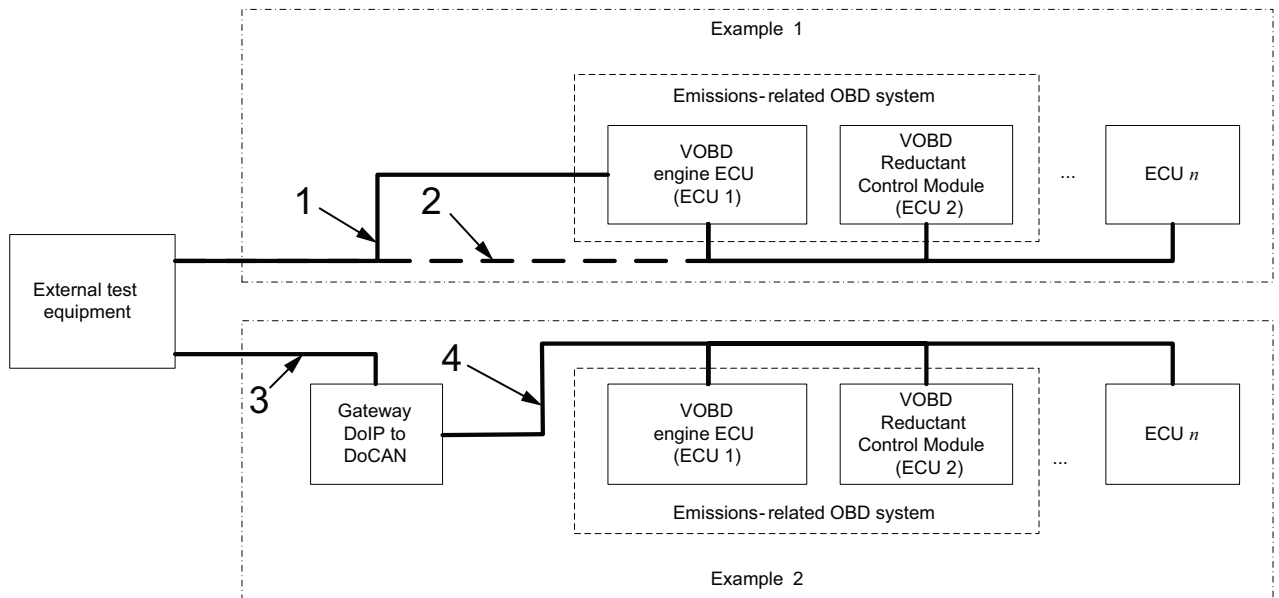 Example 1
Emissions-related OBD system
VOBD
engine ECU
(ECU 1)
VOBD
Reductant
Control Module
(ECU 2)
...
ECU n
1
2
External test
equipment
3
4
Gateway
DoIP to
DoCAN
VOBD
engine ECU
(ECU 1)
VOBD
Reductant
Control Module
(ECU 2)
...
ECU n
Emissions-related OBD system
Example 2